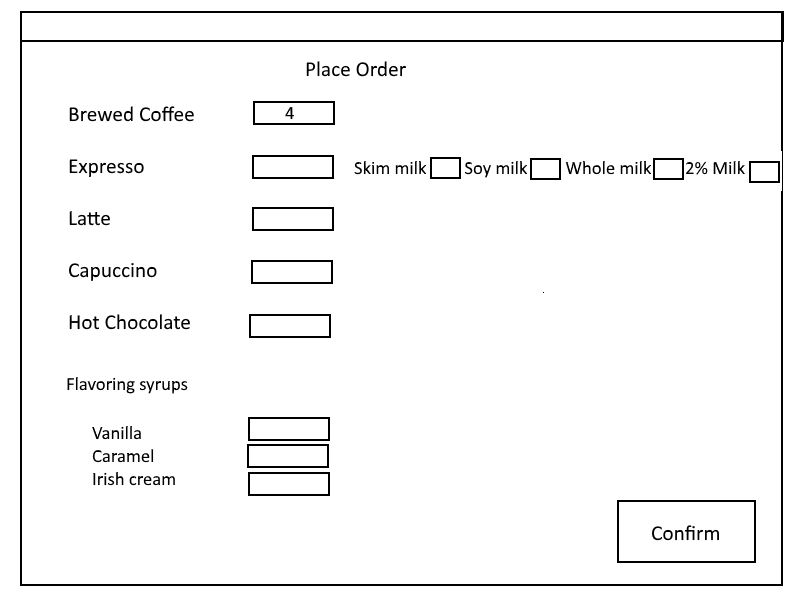 Place Order
Brewed Coffee 4
Expresso Skim milk Soy milk Whole milk 2% Milk
Latte
Capuccino
Hot Chocolate
Flavoring syrups
Vanilla
Caramel
Irish cream
Confirm